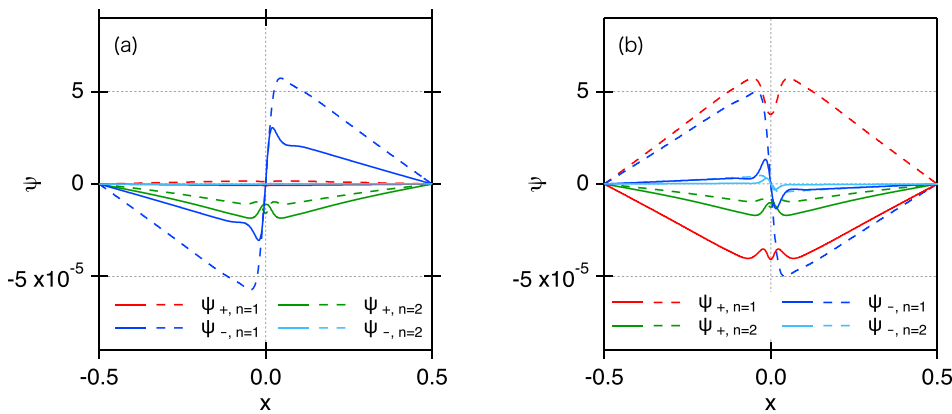 (a)
5
0
-5 x10⁻⁵
ψ
ψ +, n=1
ψ +, n=2
ψ −, n=1
ψ −, n=2
-0.5
0.0
0.5
x
(b)
5
0
-5 x10⁻⁵
ψ
ψ +, n=1
ψ −, n=1
ψ +, n=2
ψ −, n=2
-0.5
0.0
0.5
x